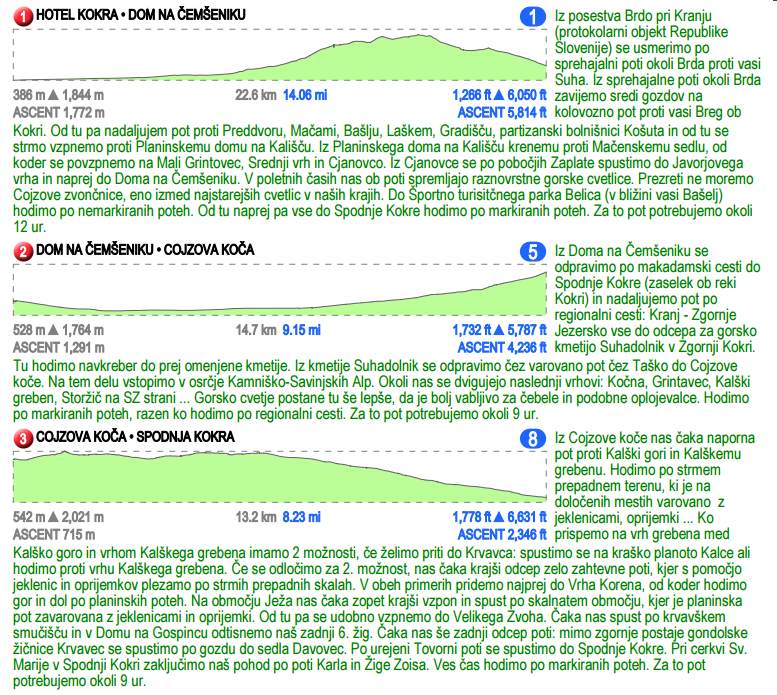 1 HOTEL KOKRA • DOM NA ČEMŠENIKU 1
386 m ▲ 1,844 m 22.6 km 14.06 mi 1,266 ft ▲ 6,050 ft
ASCENT 1,772 m ASCENT 5,814 ft
Iz posestva Brdo pri Kranju
(protokolarni objekt Republike
Slovenije) se usmerimo po
sprehajalni poti okoli Brda proti vasi
Suha. Iz sprehajalne poti okoli Brda
zavijemo sredi gozdov na
kolovozno pot proti vasi Breg ob
Kokri. Od tu pa nadaljujem pot proti Preddvoru, Mačami, Bašlju, Laškem, Gradišču, partizanski bolnišnici Košuta in od tu se
strmo vzpnemo proti Planinskemu domu na Kališču. Iz Planinskega doma na Kališču krenemo proti Mačenskemu sedlu, od
koder se povzpnemo na Mali Grintovec, Srednji vrh in Cjanovco. Iz Cjanovce se po pobočjih Zaplate spustimo do Javorjovega
vrha in naprej do Doma na Čemšeniku. V poletnih časih nas ob poti spremljajo raznovrstne gorske cvetlice. Prezreti ne moremo
Cojzove zvončnice, eno izmed najstarejših cvetlic v naših krajih. Do Športno turisitčnega parka Belica (v bližini vasi Bašelj)
hodimo po nemarkiranih poteh. Od tu naprej pa vse do Spodnje Kokre hodimo po markiranih poteh. Za to pot potrebujemo okoli
12 ur.
2 DOM NA ČEMŠENIKU • COJZOVA KOČA 5
528 m ▲ 1,764 m 14.7 km 9.15 mi 1,732 ft ▲ 5,787 ft
ASCENT 1,291 m ASCENT 4,236 ft
Iz Doma na Čemšeniku se
odpravimo po makadamski cesti do
Spodnje Kokre (zaselek ob reki
Kokri) in nadaljujemo pot po
regionalni cesti: Kranj - Zgornje
Jezersko vse do odcepa za gorsko
kmetijo Suhadolnik v Zgornji Kokri.
Tu hodimo navkreber do prej omenjene kmetije. Iz kmetije Suhadolnik se odpravimo čez varovano pot čez Taško do Cojzove
koče. Na tem delu vstopimo v osrčje Kamniško-Savinjskih Alp. Okoli nas se dvigujejo naslednji vrhovi: Kočna, Grintavec, Kalški
greben, Storžič na SZ strani ... Gorsko cvetje postane tu še lepše, da je bolj vabljivo za čebele in podobne oplojevalce. Hodimo
po markiranih poteh, razen ko hodimo po regionalni cesti. Za to pot potrebujemo okoli 9 ur.
3 COJZOVA KOČA • SPODNJA KOKRA 8
542 m ▲ 2,021 m 13.2 km 8.23 mi 1,778 ft ▲ 6,631 ft
ASCENT 715 m ASCENT 2,346 ft
Iz Cojzove koče nas čaka naporna
pot proti Kalški gori in Kalškemu
grebenu. Hodimo po strmem
prepadnem terenu, ki je na
določenih mestih varovano z
jeklenicami, oprijemki ... Ko
prispemo na vrh grebena med
Kalško goro in vrhom Kalškega grebena imamo 2 možnosti, če želimo priti do Krvavca: spustimo se na kraško planoto Kalce ali
hodimo proti vrhu Kalškega grebena. Če se odločimo za 2. možnost, nas čaka krajši odcep zelo zahtevne poti, kjer s pomočjo
jeklenic in oprijemkov plezamo po strmih prepadnih skalah. V obeh primerih pridemo najprej do Vrha Korena, od koder hodimo
gor in dol po planinskih poteh. Na območju Ježa nas čaka zopet krajši vzpon in spust po skalnatem območju, kjer je planinska
pot zavarovana z jeklenicami in oprijemki. Od tu pa se udobno vzpnemo do Velikega Zvoha. Čaka nas spust po krvavškem
smučišču in v Domu na Gospincu odtisnemo naš zadnji 6. žig. Čaka nas še zadnji odcep poti: mimo zgornje postaje gondolske
žičnice Krvavec se spustimo po gozdu do sedla Davovec. Po urejeni Tovorni poti se spustimo do Spodnje Kokre. Pri cerkvi Sv.
Marije v Spodnji Kokri zaključimo naš pohod po poti Karla in Žige Zoisa. Ves čas hodimo po markiranih poteh. Za to pot
potrebujemo okoli 9 ur.